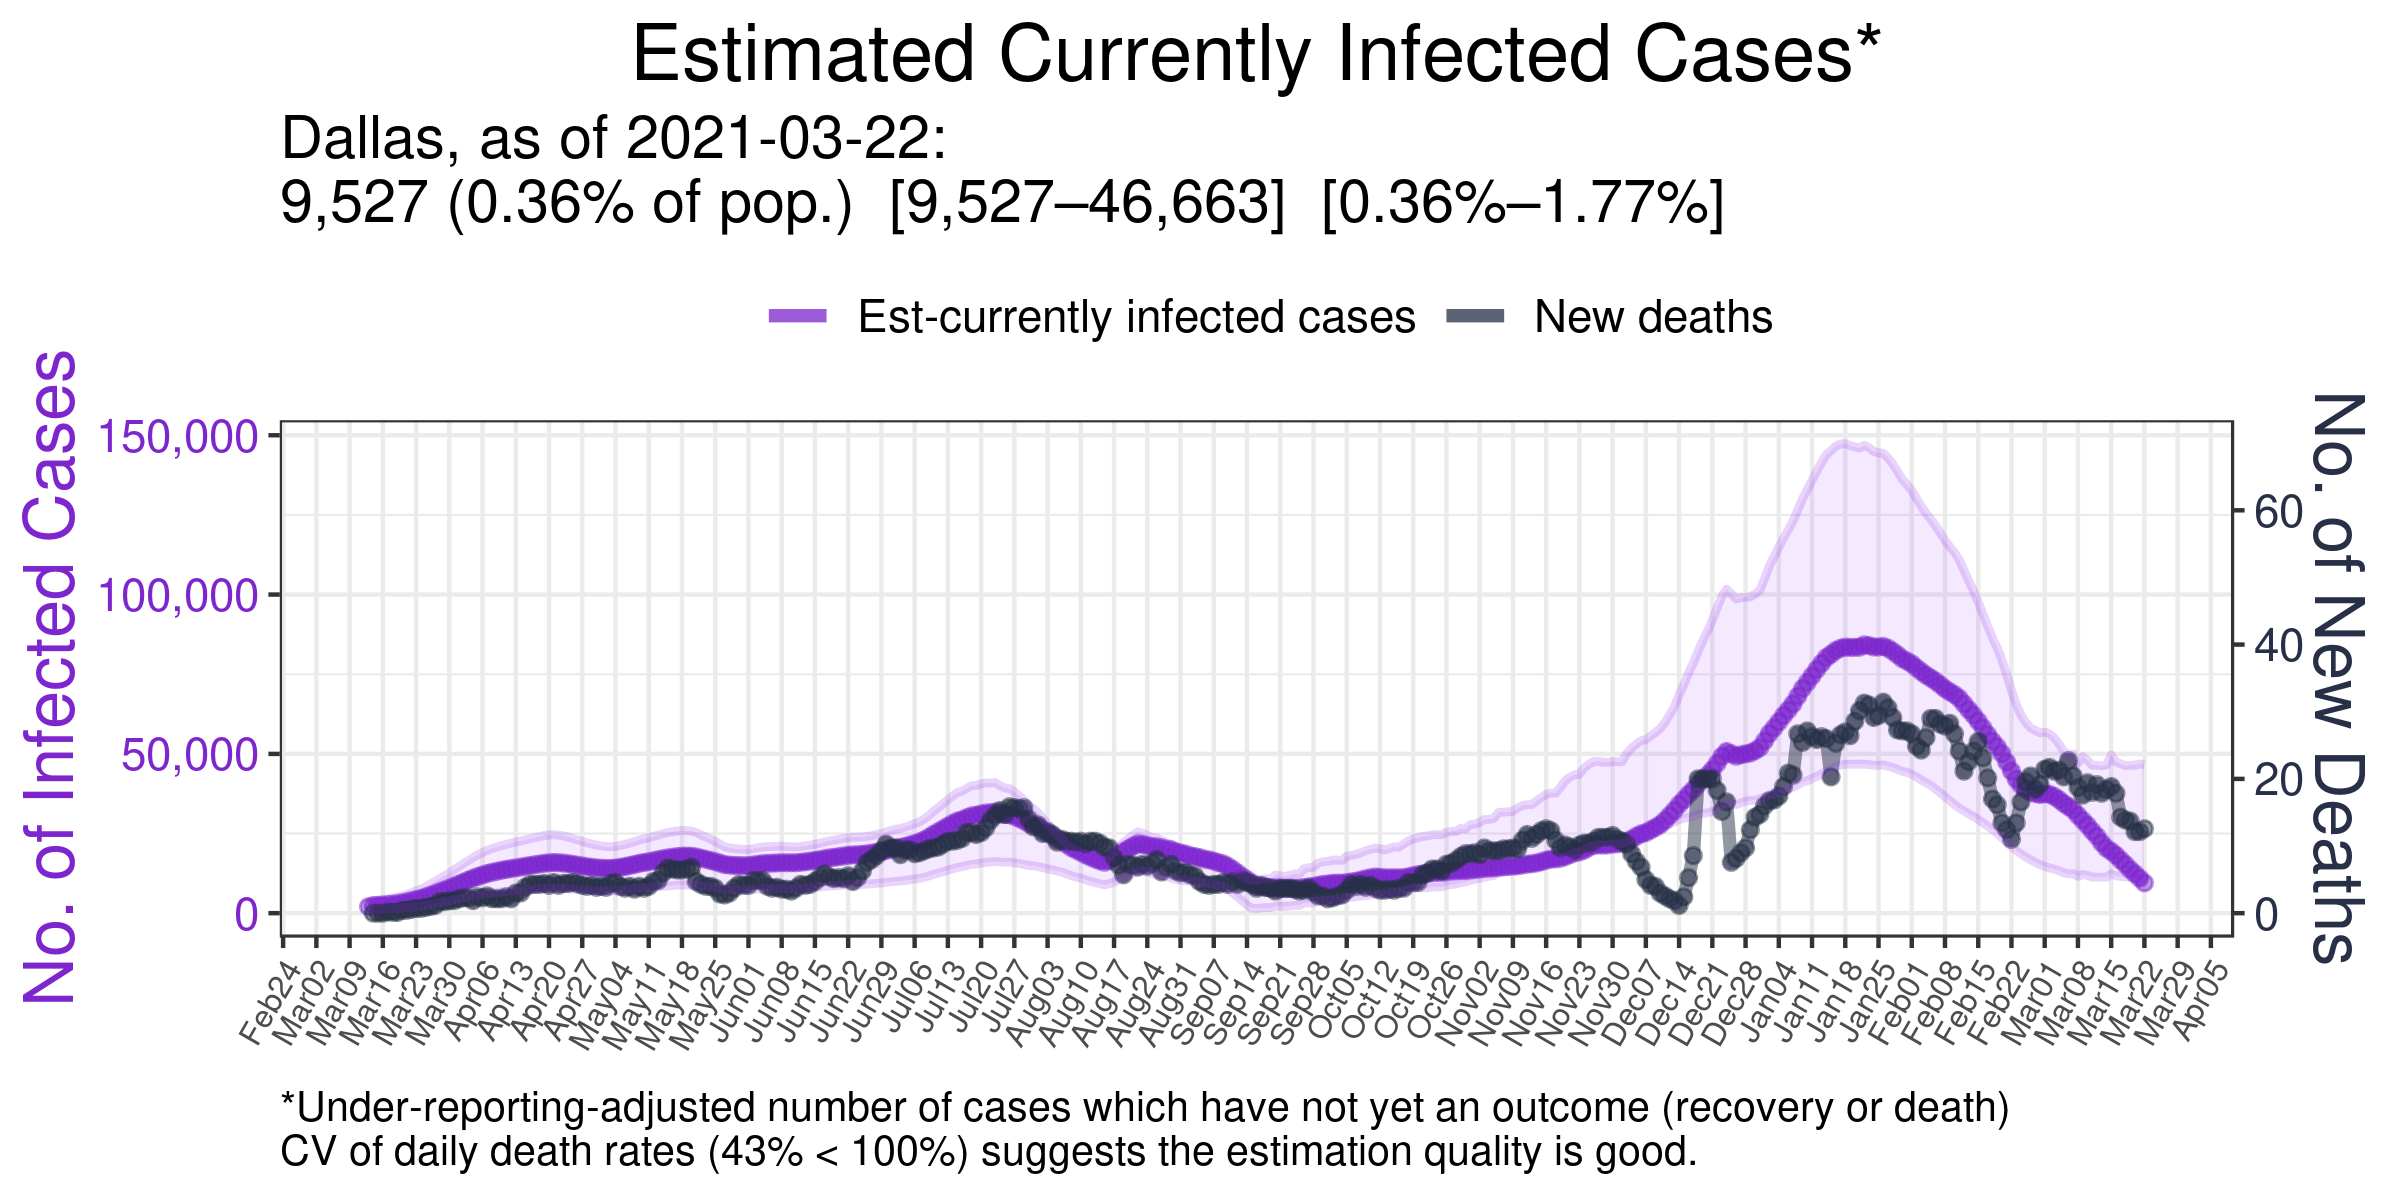 Estimated Currently Infected Cases*
Dallas, as of 2021-03-22:
9,527 (0.36% of pop.)  [9,527–46,663]  [0.36%–1.77%]
Est-currently infected cases
New deaths
No. of Infected Cases
150,000
100,000
50,000
0
No. of New Deaths
60
40
20
0
Feb24
Mar02
Mar09
Mar16
Mar23
Mar30
Apr06
Apr13
Apr20
Apr27
May04
May11
May18
May25
Jun01
Jun08
Jun15
Jun22
Jun29
Jul06
Jul13
Jul20
Jul27
Aug03
Aug10
Aug17
Aug24
Aug31
Sep07
Sep14
Sep21
Sep28
Oct05
Oct12
Oct19
Oct26
Nov02
Nov09
Nov16
Nov23
Nov30
Dec07
Dec14
Dec21
Dec28
Jan04
Jan11
Jan18
Jan25
Feb01
Feb08
Feb15
Feb22
Mar01
Mar08
Mar15
Mar22
Mar29
Apr05
*Under-reporting-adjusted number of cases which have not yet an outcome (recovery or death)
CV of daily death rates (43% < 100%) suggests the estimation quality is good.